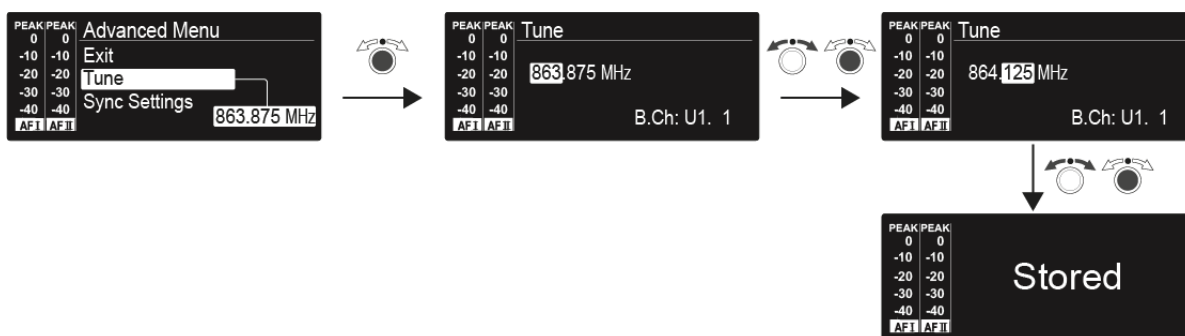 PEAK PEAK
0 0
-10 -10
-20 -20
-30 -30
-40 -40
AF I AF II
Advanced Menu
Exit
Tune
Sync Settings
863.875 MHz
PEAK PEAK
0 0
-10 -10
-20 -20
-30 -30
-40 -40
AF I AF II
Tune
863.875 MHz
B.Ch: U1. 1
PEAK PEAK
0 0
-10 -10
-20 -20
-30 -30
-40 -40
AF I AF II
Tune
864.125 MHz
B.Ch: U1. 1
PEAK PEAK
0 0
-10 -10
-20 -20
-30 -30
-40 -40
AF I AF II
Stored